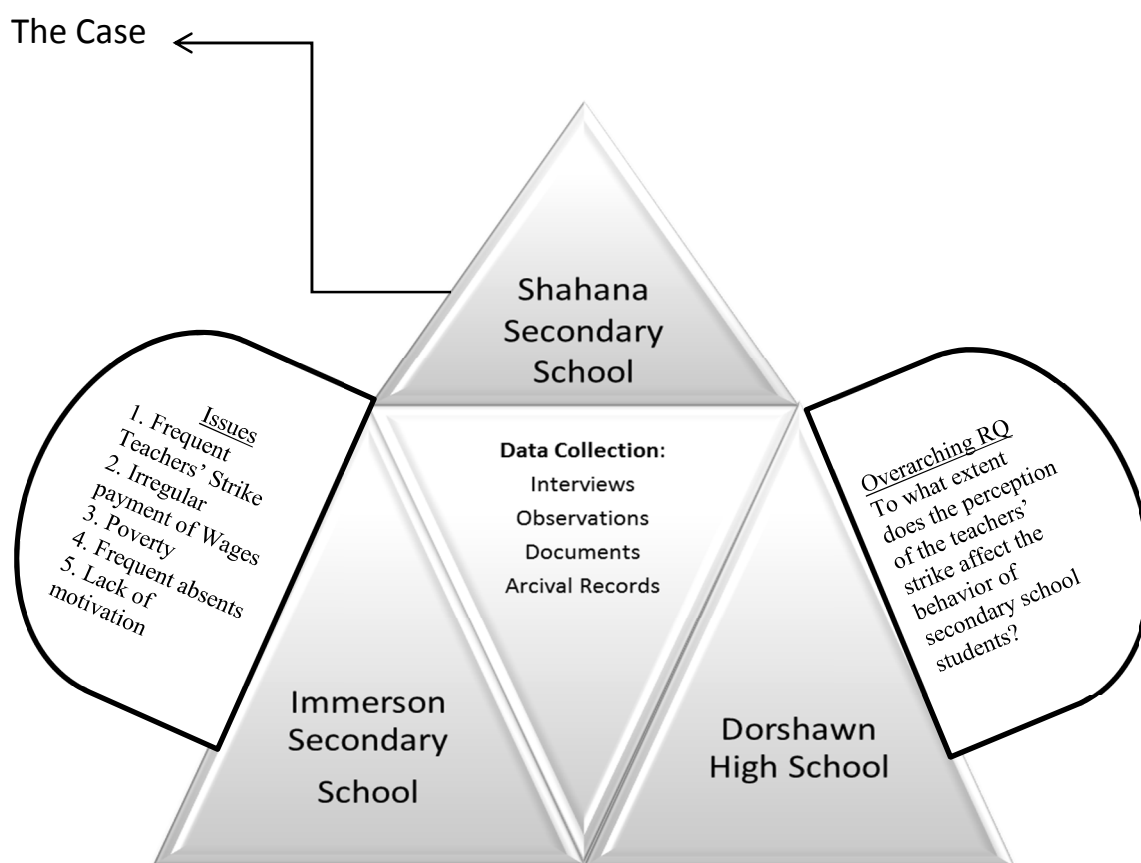 The Case
Shahana
Secondary
School
Issues
1. Frequent
Teachers’ Strike
2. Irregular
payment of Wages
3. Poverty
4. Frequent absents
5. Lack of
motivation
Data Collection:
Interviews
Observations
Documents
Arcival Records
Overarching RQ
To what extent
does the perception
of the teachers’
strike affect the
behavior of
secondary school
students?
Immerson
Secondary
School
Dorshawn
High School